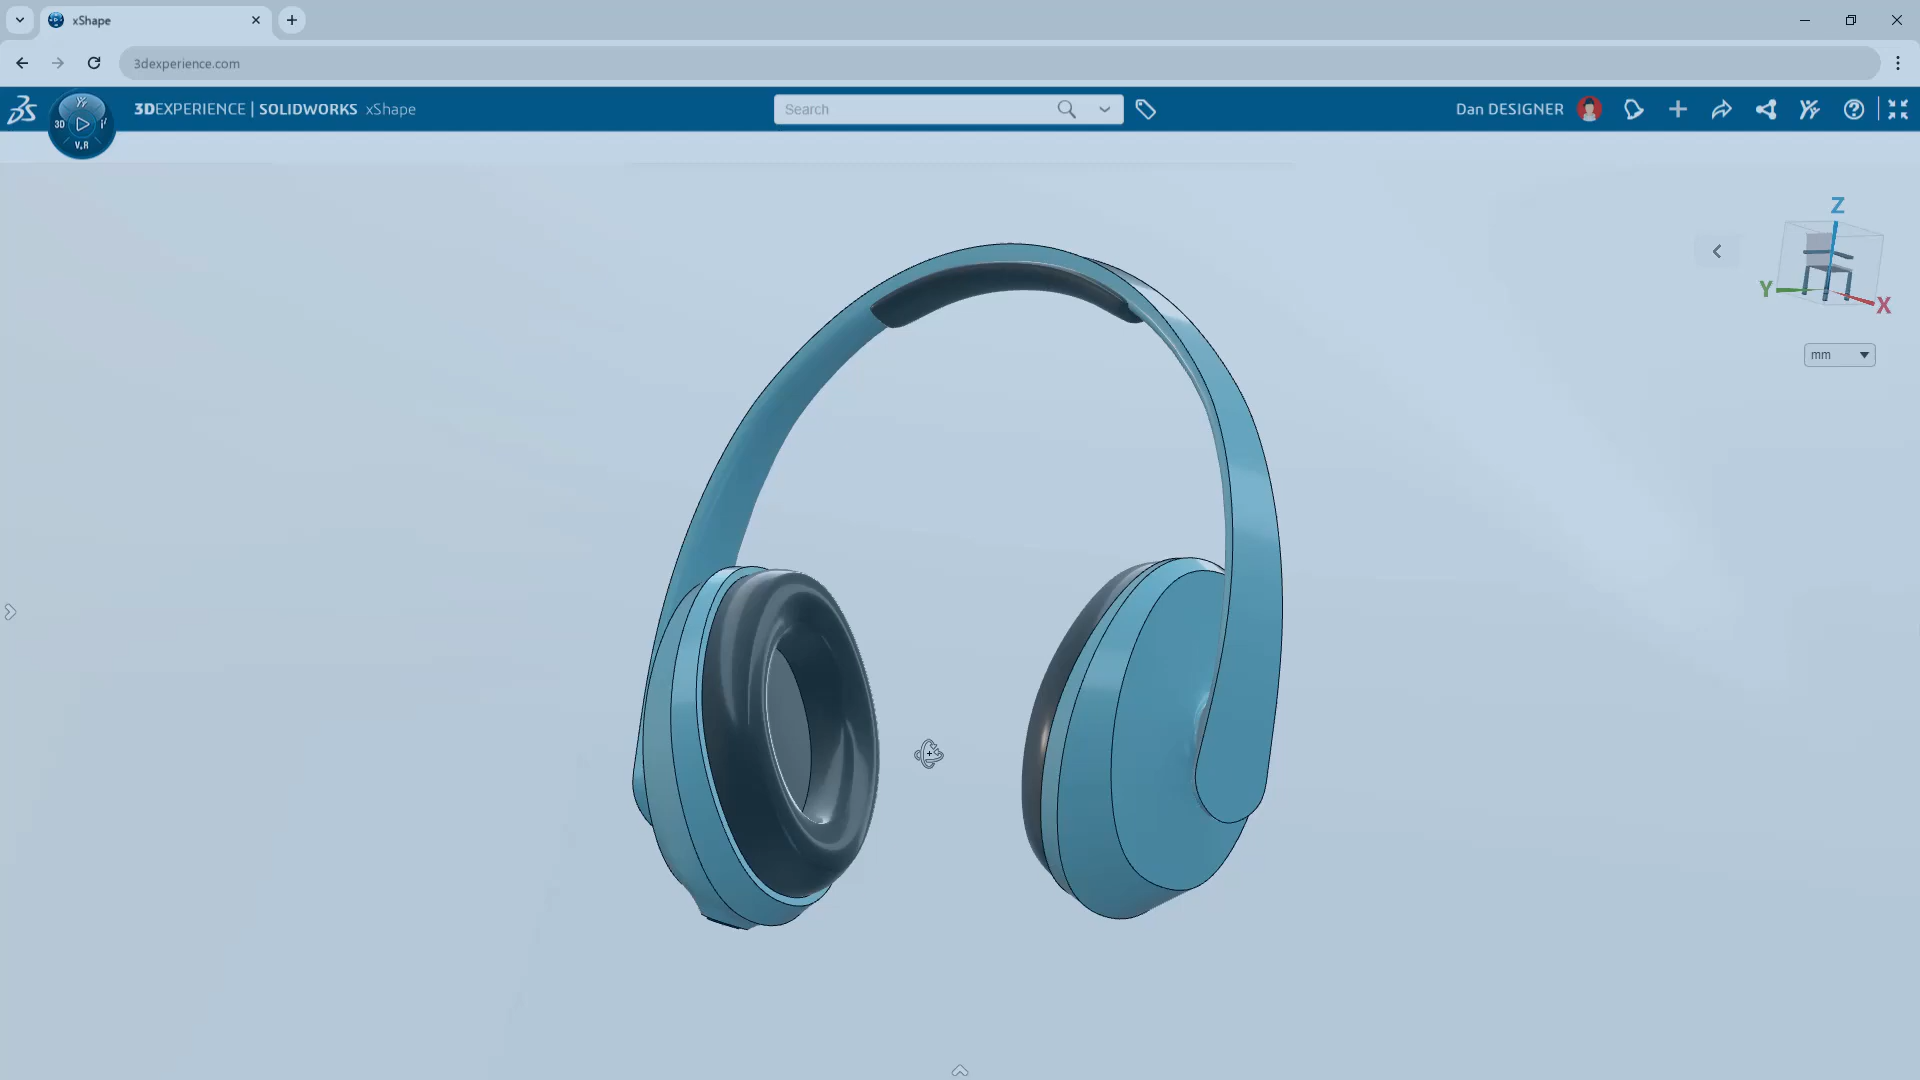 xShape
3dexperience.com
3DEXPERIENCE | SOLIDWORKS xShape
Search
Dan DESIGNER
3D
V.R
Z
Y
X
mm